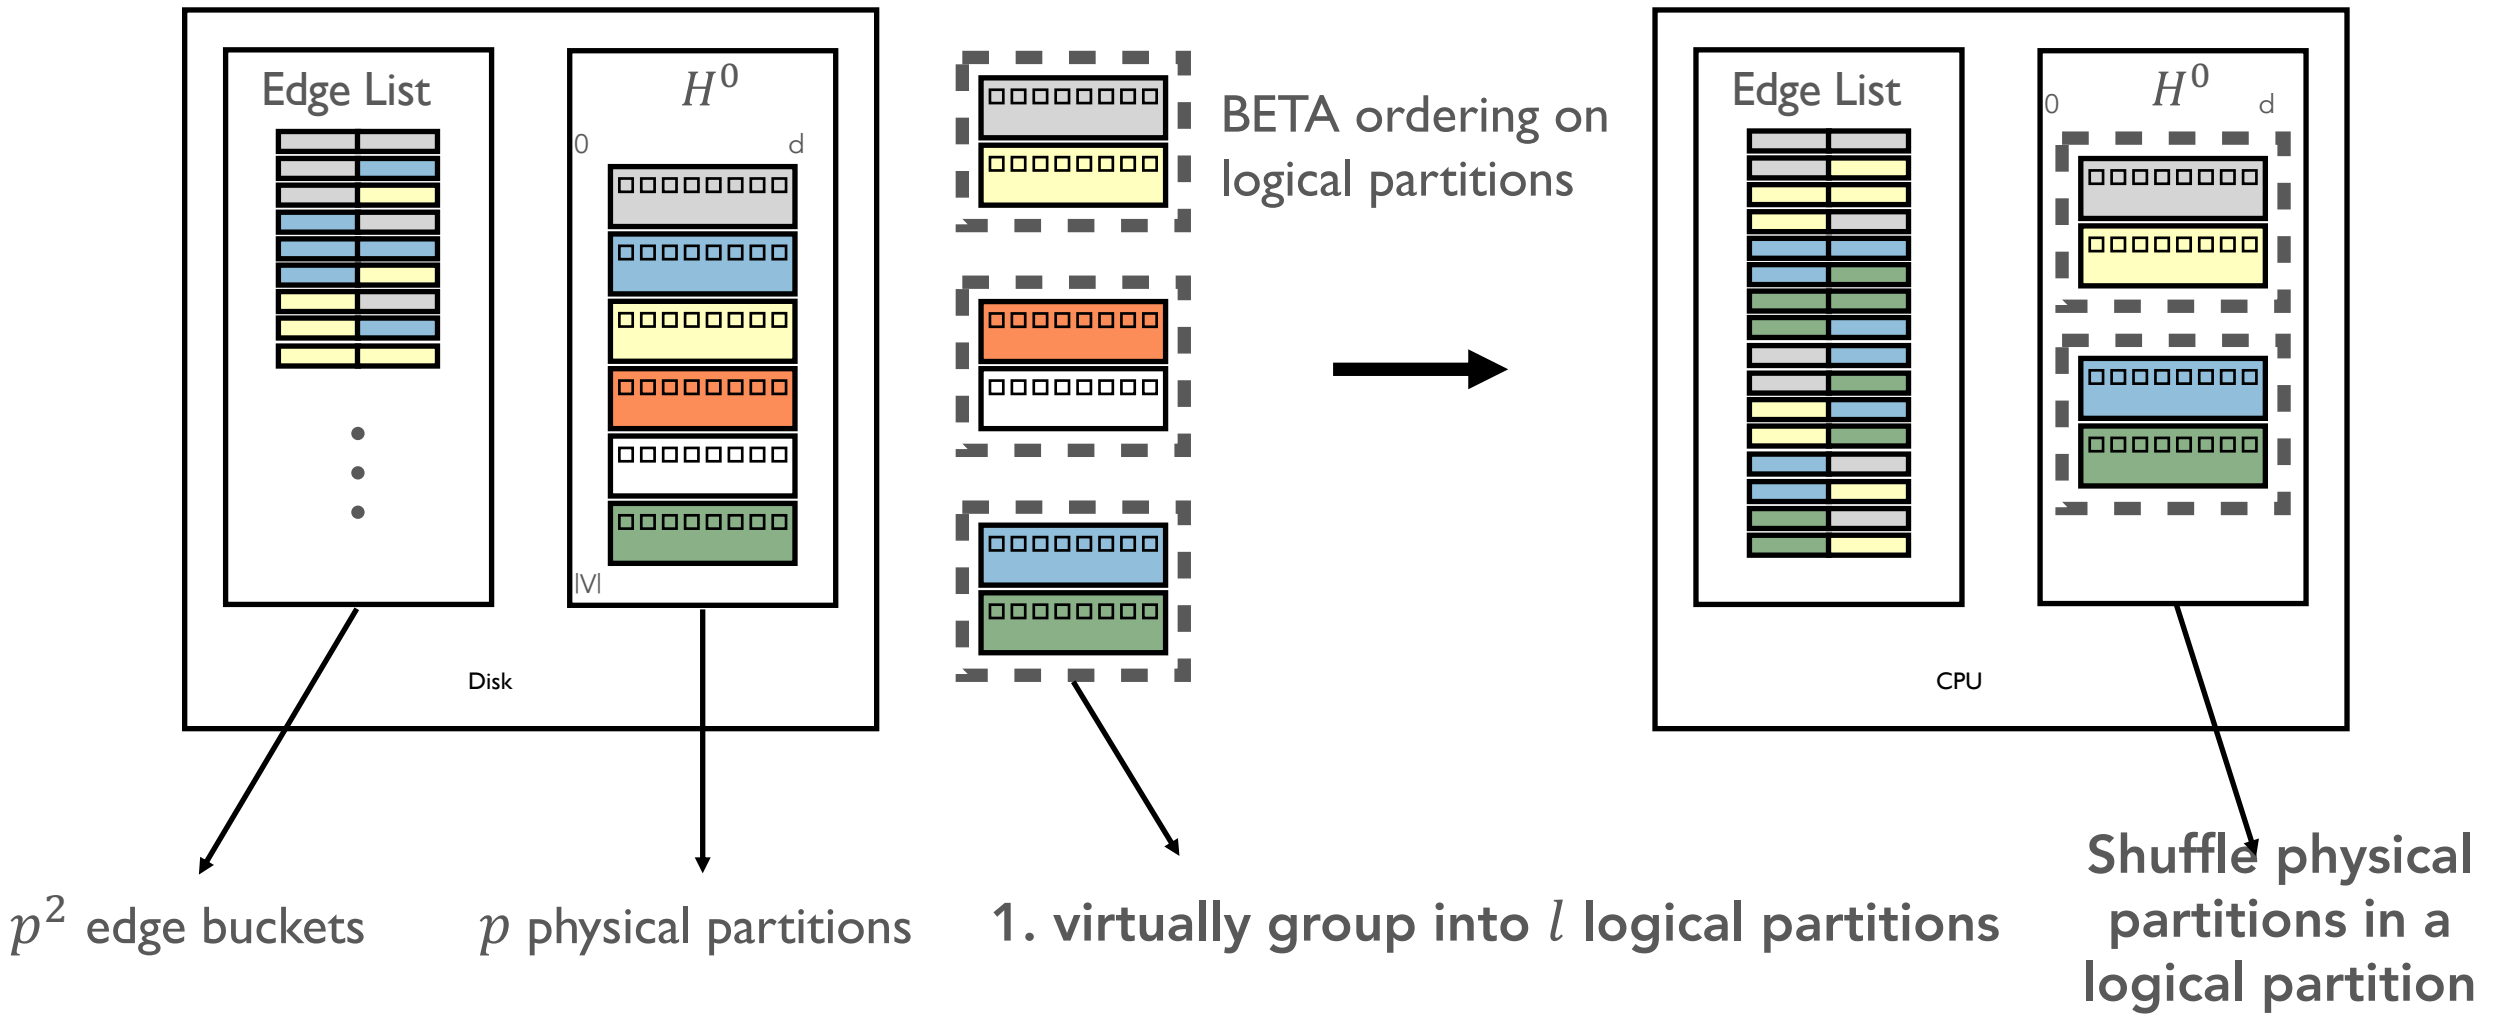 Edge List
H⁰
0
d
|V|
Disk
BETA ordering on
logical partitions
Edge List
H⁰
0
d
CPU
p² edge buckets
p physical partitions
1. virtually group into l logical partitions
Shuffle physical
partitions in a
logical partition